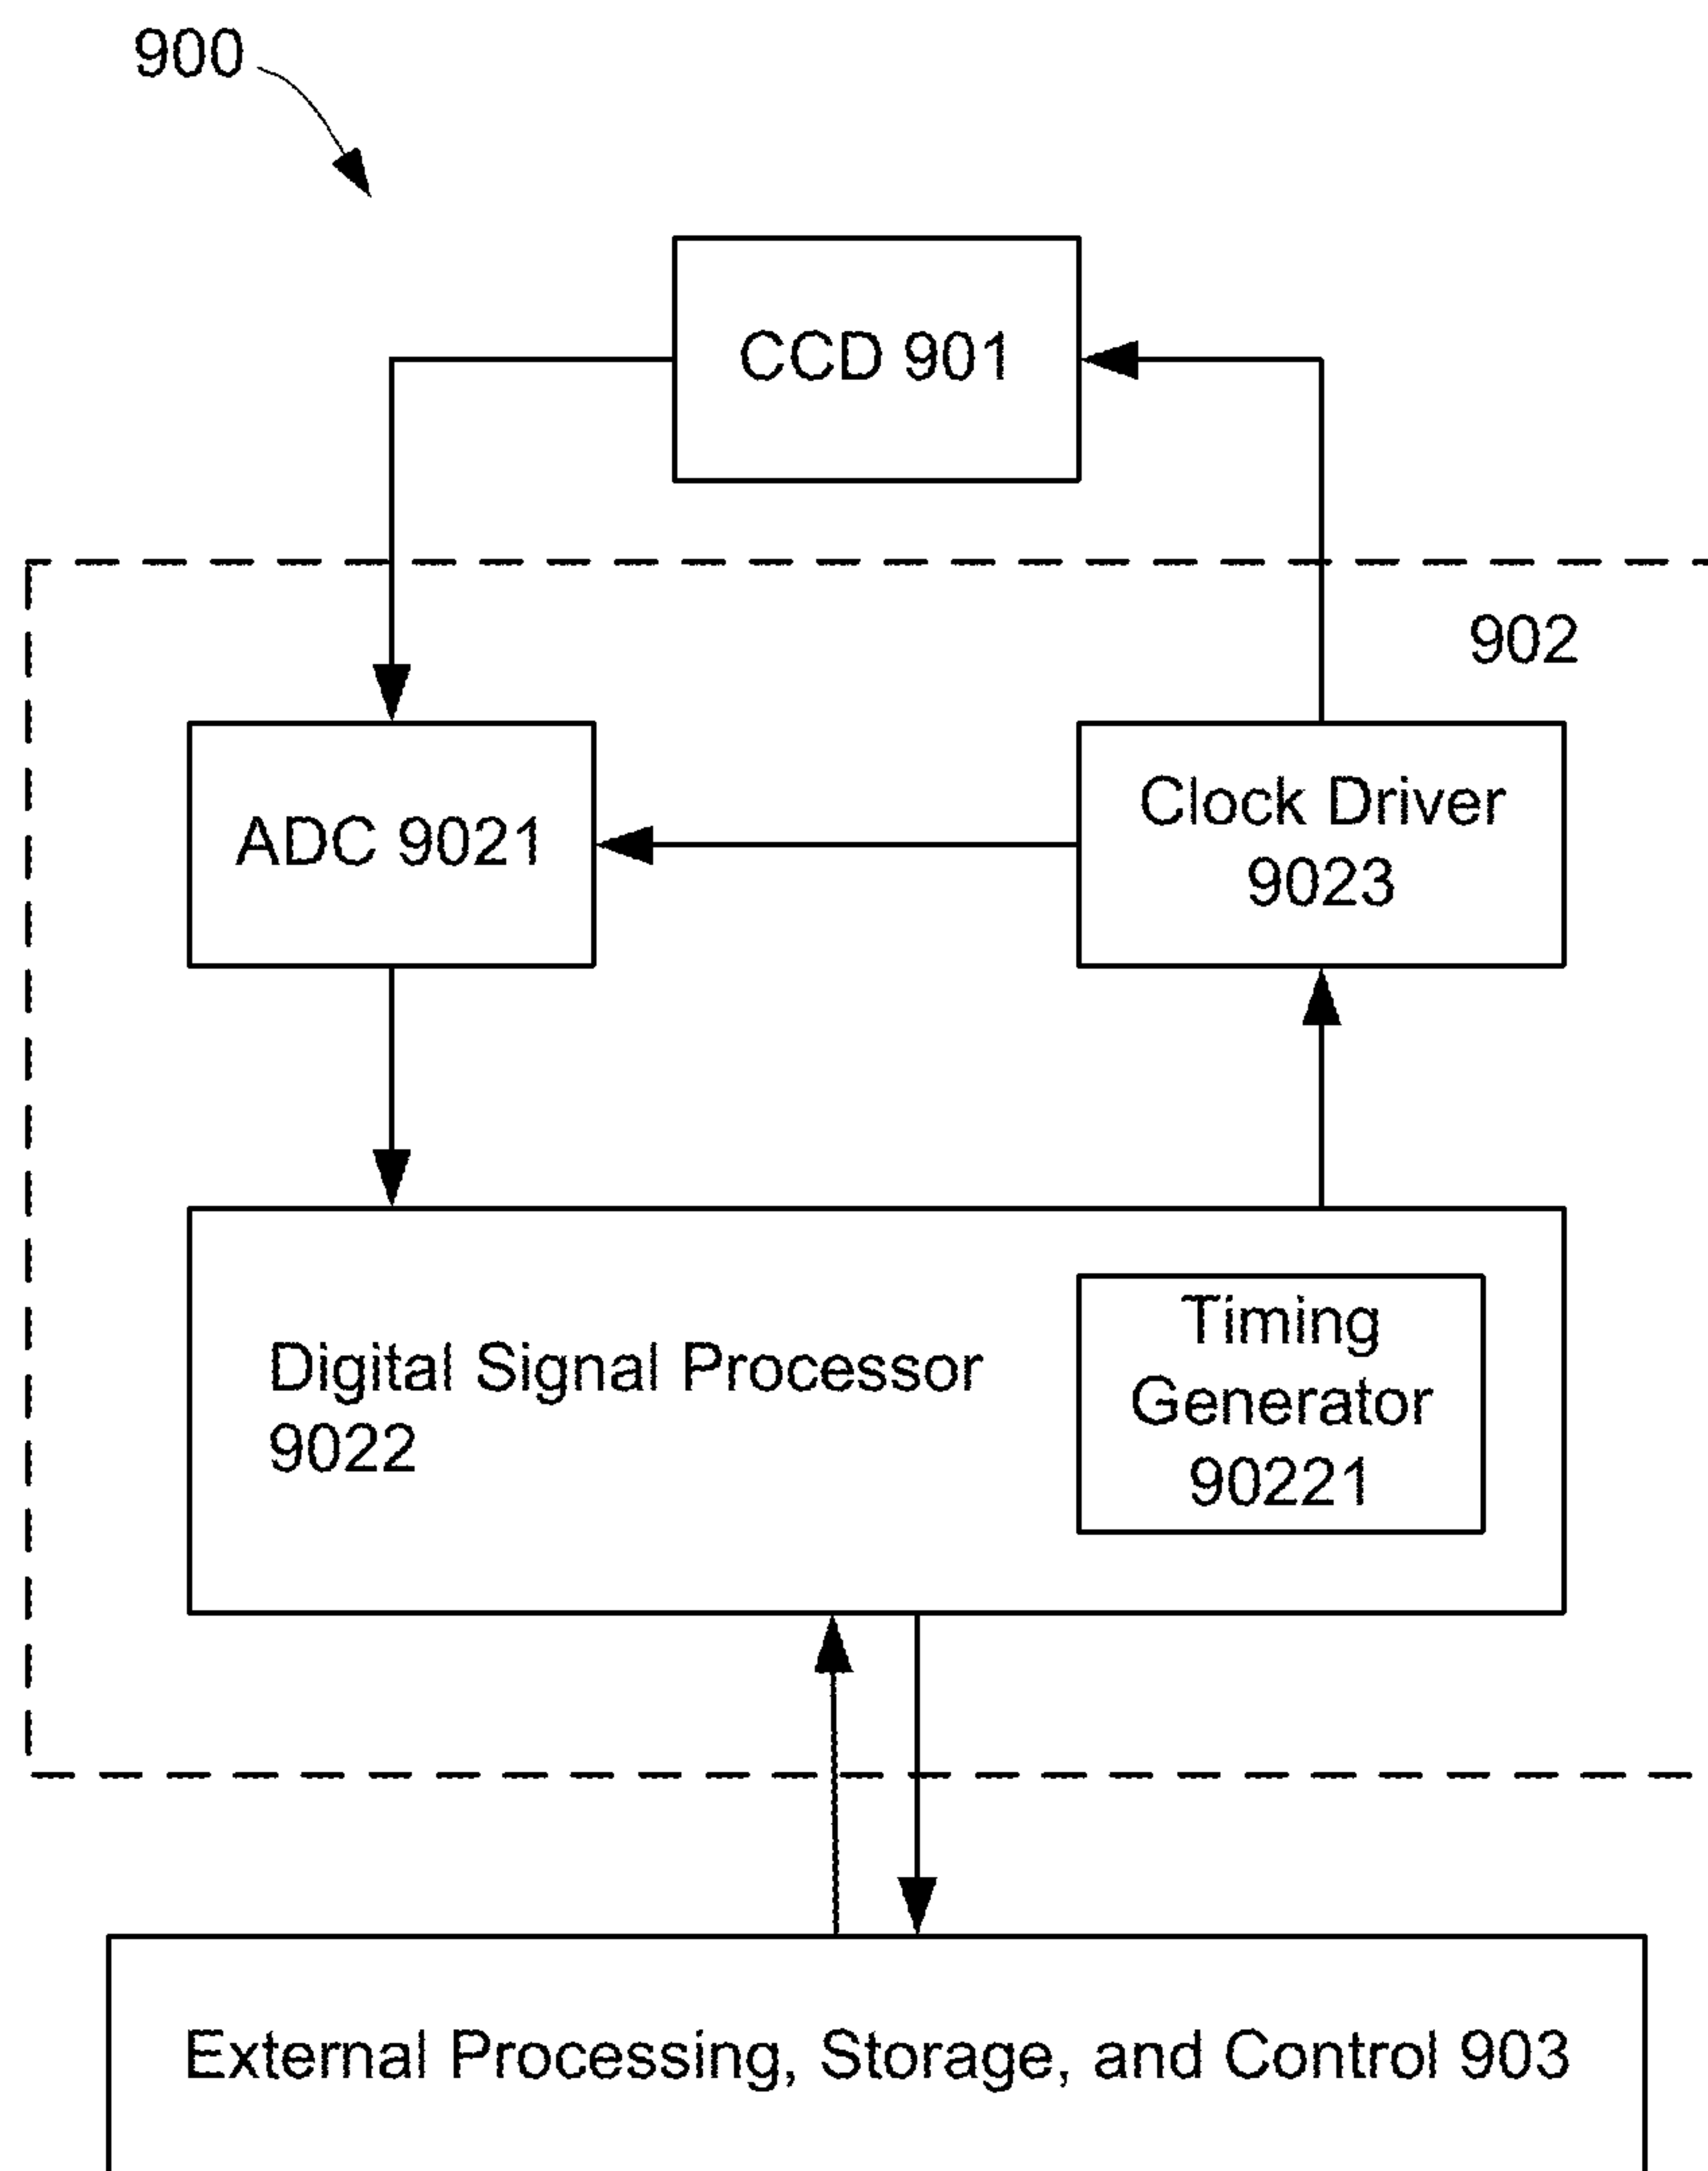 900
CCD 901
902
ADC 9021
Clock Driver
9023
Digital Signal Processor
9022
Timing
Generator
90221
External Processing, Storage, and Control 903